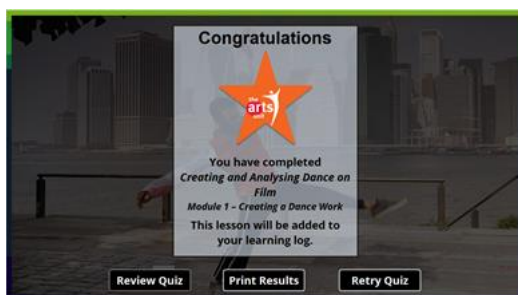 Congratulations
the
arts
unit
You have completed
Creating and Analysing Dance on
Film
Module 1 – Creating a Dance Work
This lesson will be added to
your learning log.
Review Quiz
Print Results
Retry Quiz